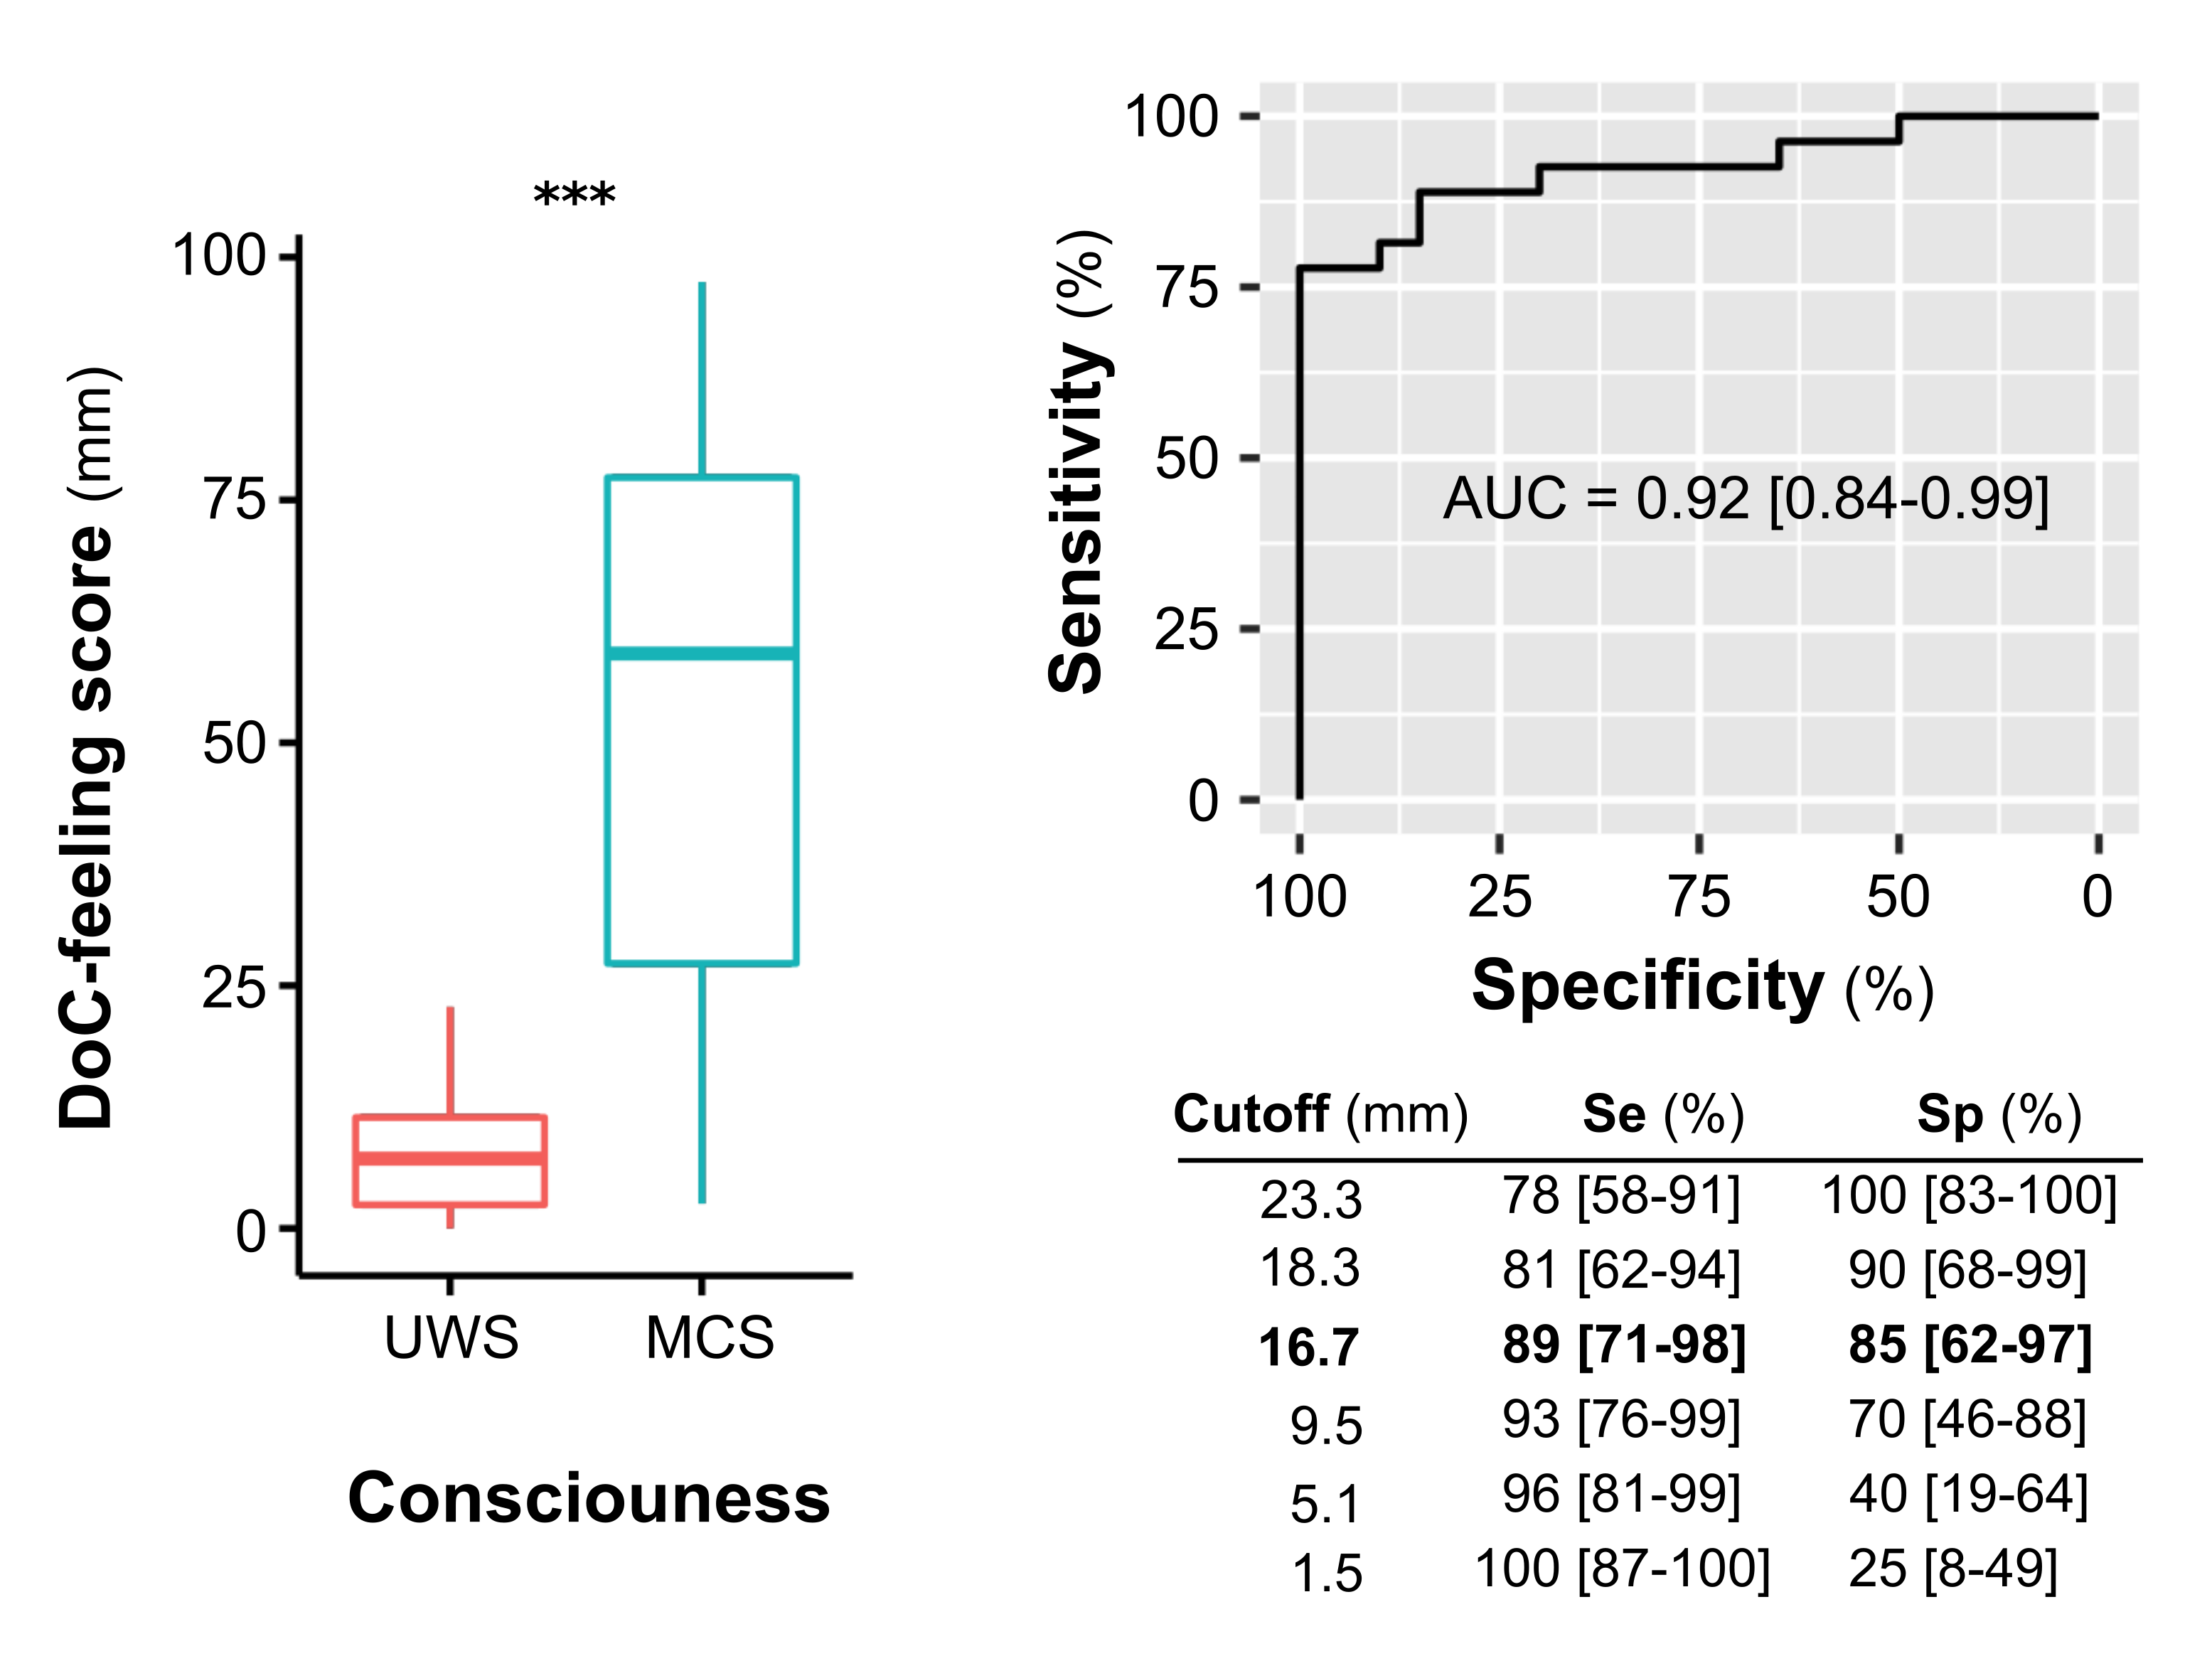 ***
DoC-feeling score (mm)
100
75
50
25
0
UWS MCS
Consciouness
Sensitivity (%)
100
75
50
25
0
AUC = 0.92 [0.84-0.99]
100 25 75 50 0
Specificity (%)
Cutoff (mm) Se (%) Sp (%)
23.3 78 [58-91] 100 [83-100]
18.3 81 [62-94] 90 [68-99]
16.7 89 [71-98] 85 [62-97]
9.5 93 [76-99] 70 [46-88]
5.1 96 [81-99] 40 [19-64]
1.5 100 [87-100] 25 [8-49]